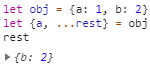 let obj = {a: 1, b: 2}
let {a, ...rest} = obj
rest
▸ {b: 2}